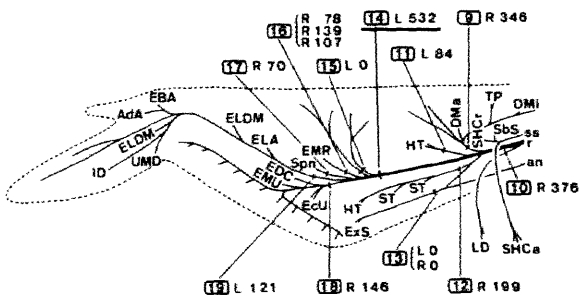 14 L 532
9 R 346
16 R 78
R 139
R 107
11 L 84
17 R 70
15 L 0
TP
DMa
DMi
EBA
AdA
ELDM
SHCr
SbS
ss
r
HT
ELDM
ELA
EMR
an
Spn
EDC
EMU
ID
UMD
10 R 376
EcU
HT
ST
ST
ExS
13 L 0
R 0
LD
SHCa
19 L 121
18 R 146
12 R 199